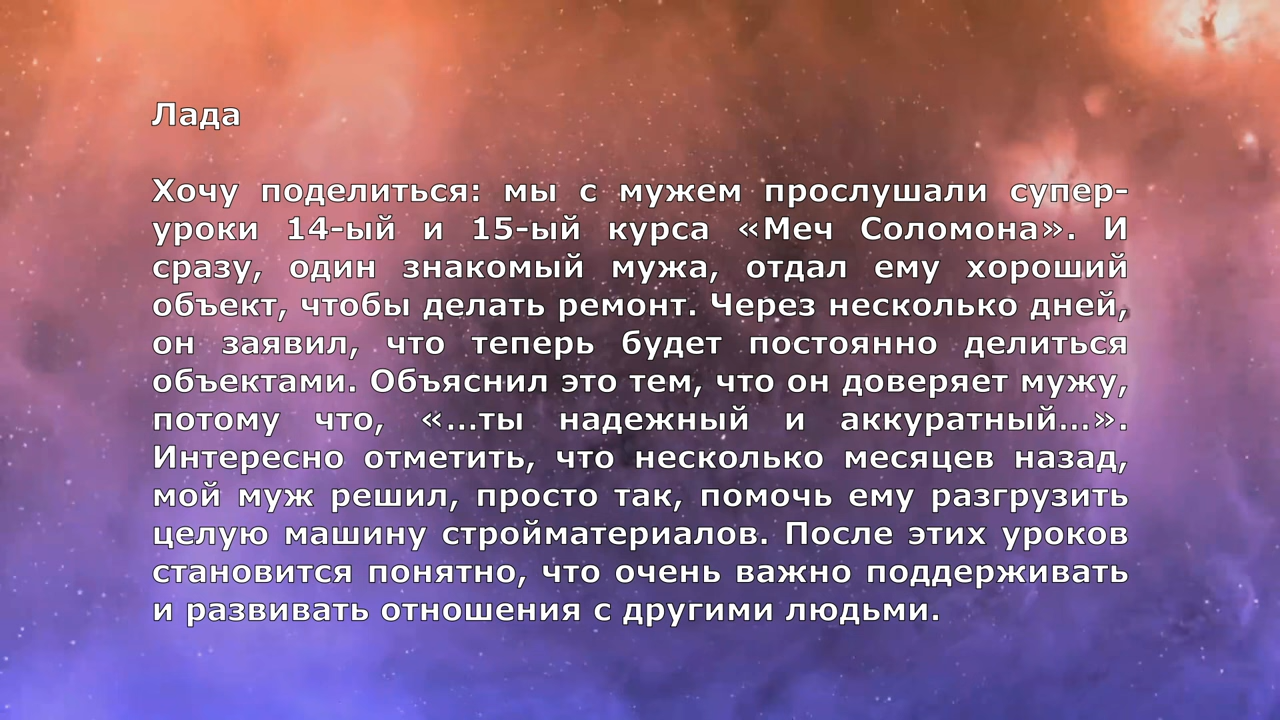 Лада
Хочу поделиться: мы с мужем прослушали супер-
уроки 14-ый и 15-ый курса «Меч Соломона». И
сразу, один знакомый мужа, отдал ему хороший
объект, чтобы делать ремонт. Через несколько дней,
он заявил, что теперь будет постоянно делиться
объектами. Объяснил это тем, что он доверяет мужу,
потому что, «...ты надежный и аккуратный...».
Интересно отметить, что несколько месяцев назад,
мой муж решил, просто так, помочь ему разгрузить
целую машину стройматериалов. После этих уроков
становится понятно, что очень важно поддерживать
и развивать отношения с другими людьми.